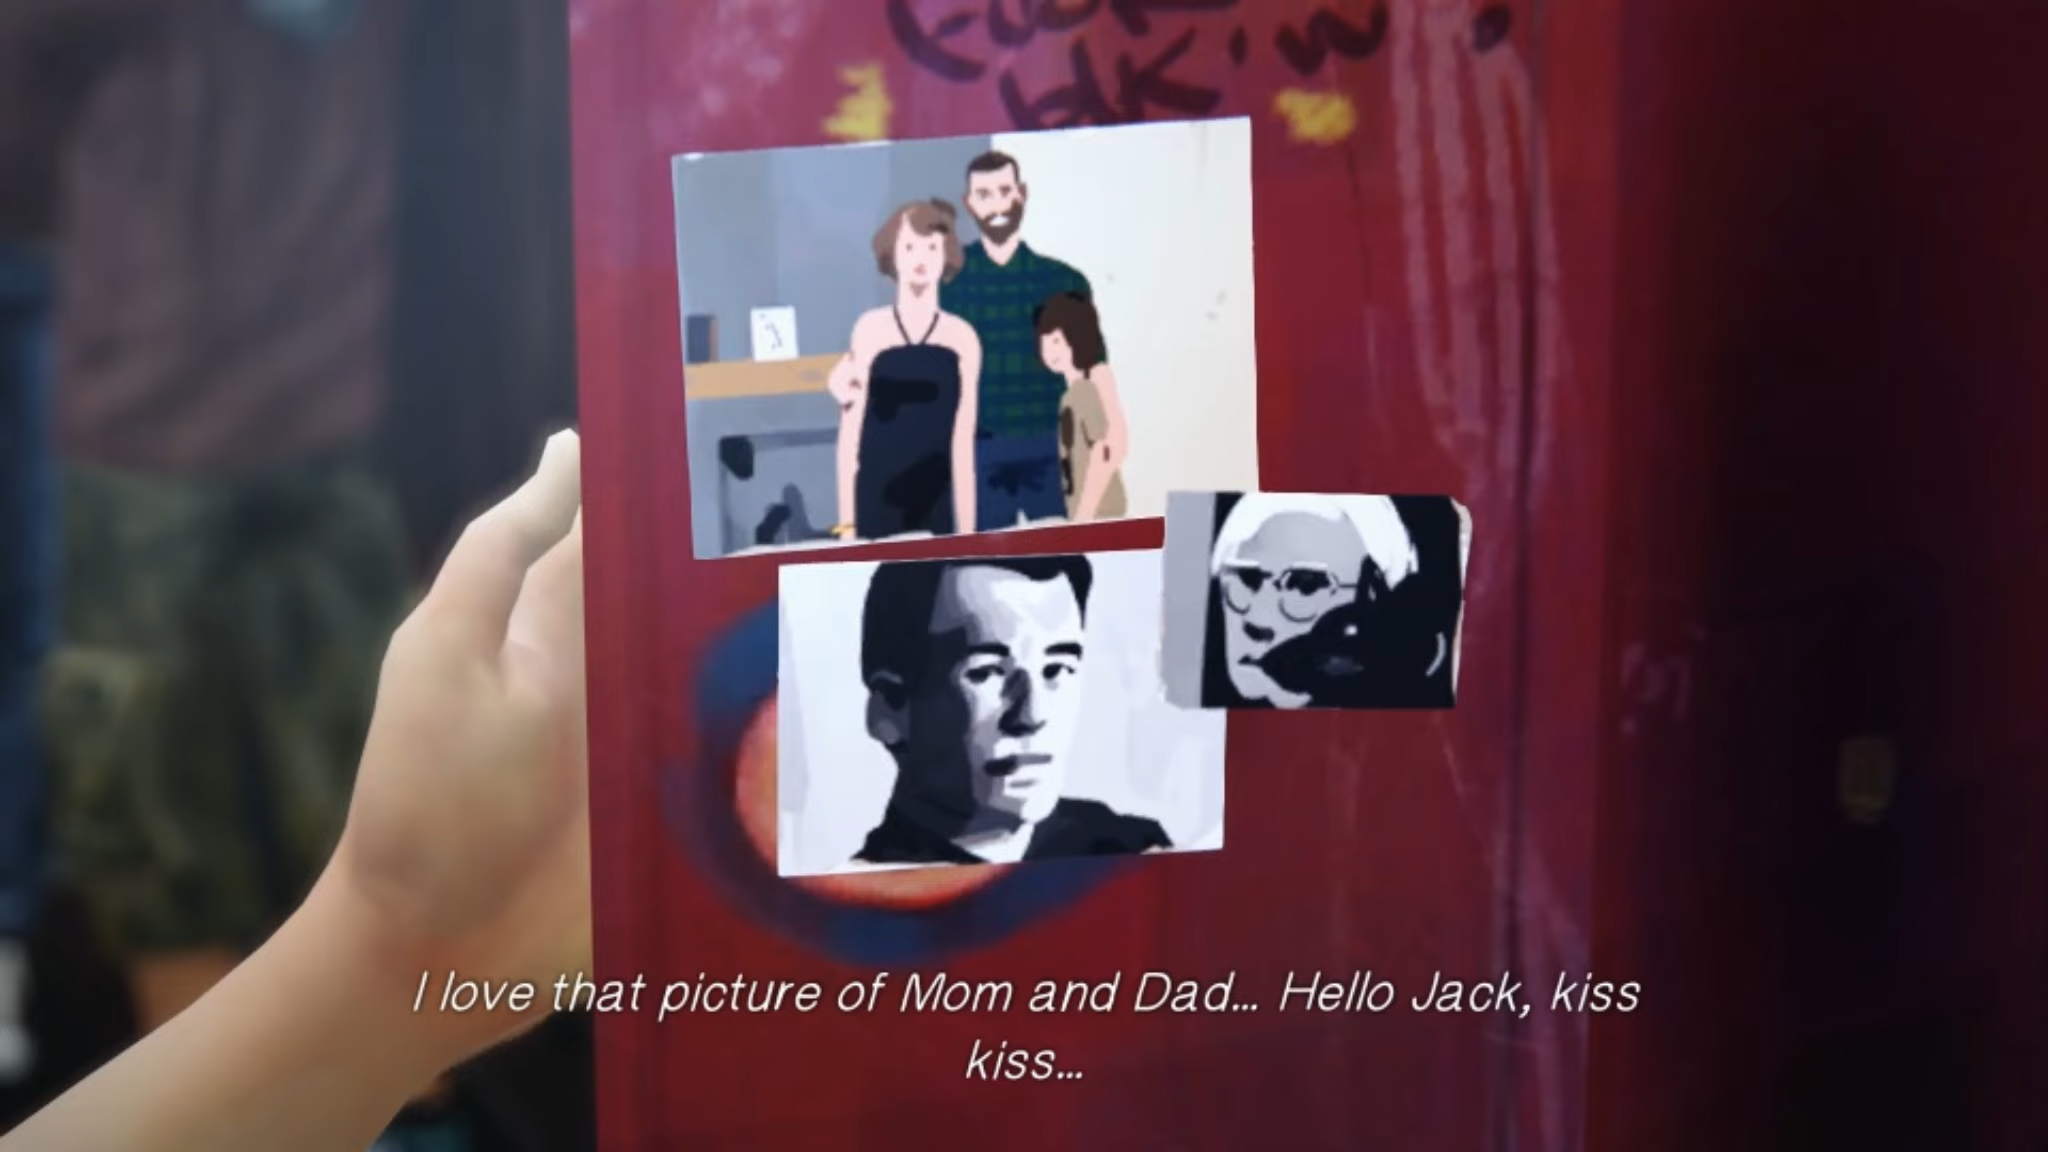 I love that picture of Mom and Dad... Hello Jack, kiss
kiss...